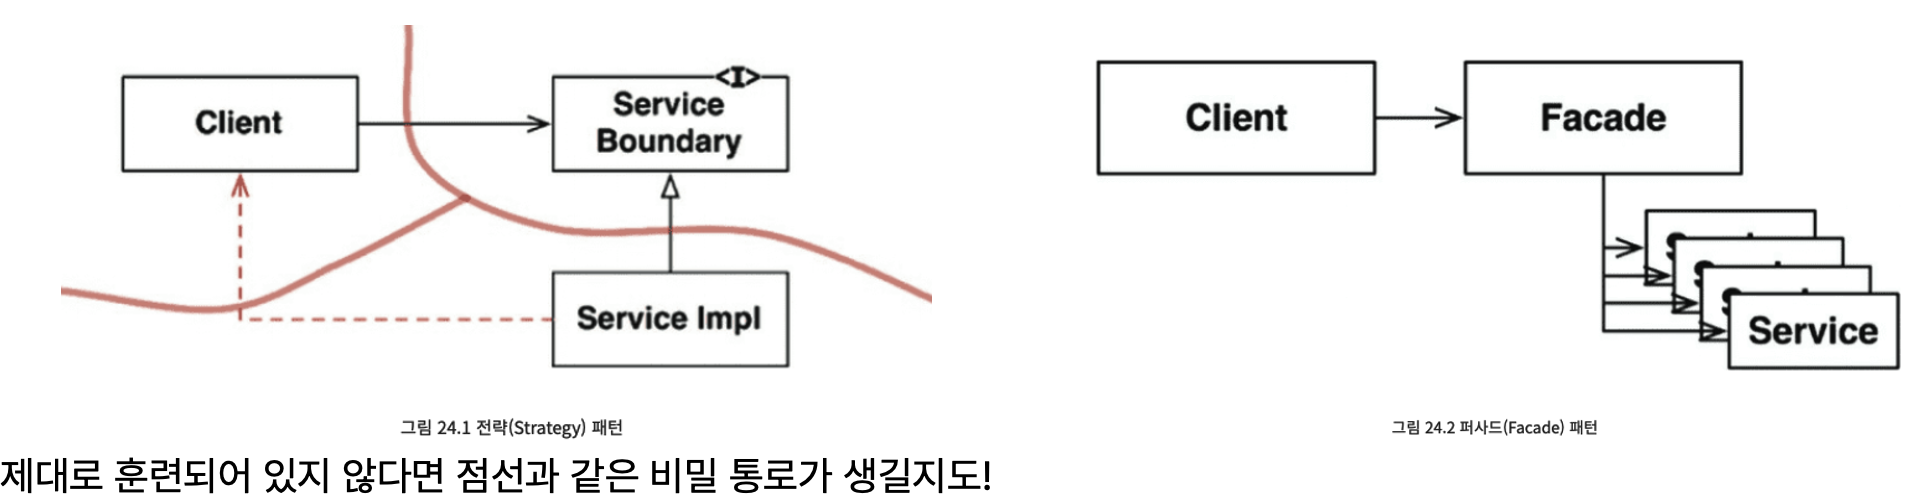 Client
<I>
Service
Boundary
Service Impl
그림 24.1 전략(Strategy) 패턴
제대로 훈련되어 있지 않다면 점선과 같은 비밀 통로가 생길지도!
Client
Facade
Service
그림 24.2 퍼사드(Facade) 패턴